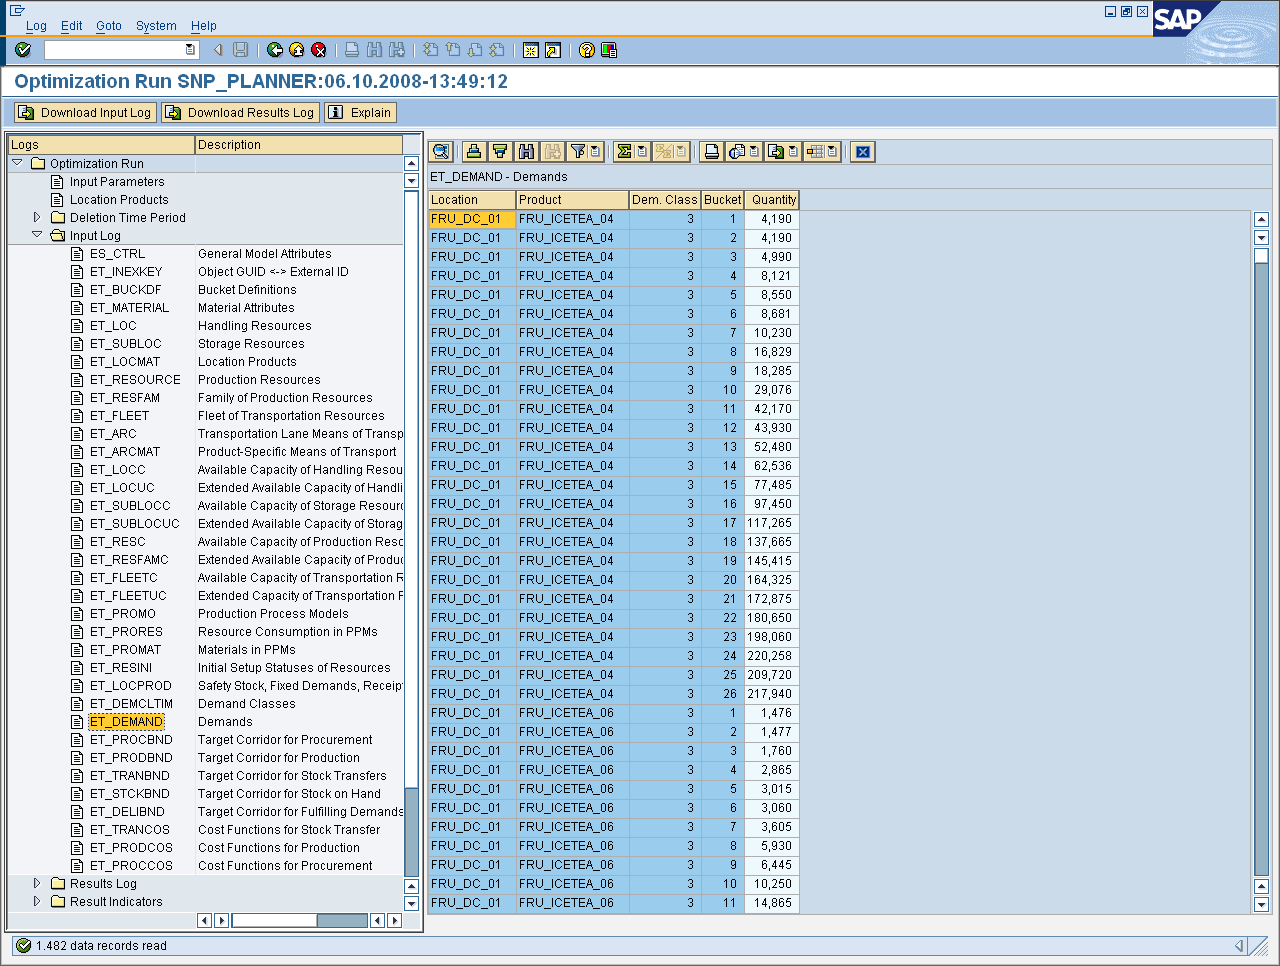 Log Edit Goto System Help
SAP
Optimization Run SNP_PLANNER:06.10.2008-13:49:12
Download Input Log Download Results Log Explain
Logs Description
Optimization Run
Input Parameters
Location Products
Deletion Time Period
Input Log
ES_CTRL General Model Attributes
ET_INEXKEY Object GUID <-> External ID
ET_BUCKDF Bucket Definitions
ET_MATERIAL Material Attributes
ET_LOC Handling Resources
ET_SUBLOC Storage Resources
ET_LOCMAT Location Products
ET_RESOURCE Production Resources
ET_RESFAM Family of Production Resources
ET_FLEET Fleet of Transportation Resources
ET_ARC Transportation Lane Means of Transp
ET_ARCMAT Product-Specific Means of Transport
ET_LOCC Available Capacity of Handling Resou
ET_LOCUC Extended Available Capacity of Handli
ET_SUBLOCC Available Capacity of Storage Resourc
ET_SUBLOCUC Extended Available Capacity of Storag
ET_RESC Available Capacity of Production Reso
ET_RESFAMC Extended Available Capacity of Produc
ET_FLEETC Available Capacity of Transportation R
ET_FLEETUC Extended Capacity of Transportation F
ET_PROMO Production Process Models
ET_PRORES Resource Consumption in PPMs
ET_PROMAT Materials in PPMs
ET_RESINI Initial Setup Statuses of Resources
ET_LOCPROD Safety Stock, Fixed Demands, Receip
ET_DEMCLTIM Demand Classes
ET_DEMAND Demands
ET_PROCBND Target Corridor for Procurement
ET_PRODBND Target Corridor for Production
ET_TRANBND Target Corridor for Stock Transfers
ET_STCKBND Target Corridor for Stock on Hand
ET_DELIBND Target Corridor for Fulfilling Demands
ET_TRANCOS Cost Functions for Stock Transfer
ET_PRODCOS Cost Functions for Production
ET_PROCCOS Cost Functions for Procurement
Results Log
Result Indicators
ET_DEMAND - Demands
Location Product Dem. Class Bucket Quantity
FRU_DC_01 FRU_ICETEA_04 3 1 4,190
FRU_DC_01 FRU_ICETEA_04 3 2 4,190
FRU_DC_01 FRU_ICETEA_04 3 3 4,990
FRU_DC_01 FRU_ICETEA_04 3 4 8,121
FRU_DC_01 FRU_ICETEA_04 3 5 8,550
FRU_DC_01 FRU_ICETEA_04 3 6 8,681
FRU_DC_01 FRU_ICETEA_04 3 7 10,230
FRU_DC_01 FRU_ICETEA_04 3 8 16,829
FRU_DC_01 FRU_ICETEA_04 3 9 18,285
FRU_DC_01 FRU_ICETEA_04 3 10 29,076
FRU_DC_01 FRU_ICETEA_04 3 11 42,170
FRU_DC_01 FRU_ICETEA_04 3 12 43,930
FRU_DC_01 FRU_ICETEA_04 3 13 52,480
FRU_DC_01 FRU_ICETEA_04 3 14 62,536
FRU_DC_01 FRU_ICETEA_04 3 15 77,485
FRU_DC_01 FRU_ICETEA_04 3 16 97,450
FRU_DC_01 FRU_ICETEA_04 3 17 117,265
FRU_DC_01 FRU_ICETEA_04 3 18 137,665
FRU_DC_01 FRU_ICETEA_04 3 19 145,415
FRU_DC_01 FRU_ICETEA_04 3 20 164,325
FRU_DC_01 FRU_ICETEA_04 3 21 172,875
FRU_DC_01 FRU_ICETEA_04 3 22 180,650
FRU_DC_01 FRU_ICETEA_04 3 23 198,060
FRU_DC_01 FRU_ICETEA_04 3 24 220,258
FRU_DC_01 FRU_ICETEA_04 3 25 209,720
FRU_DC_01 FRU_ICETEA_04 3 26 217,940
FRU_DC_01 FRU_ICETEA_06 3 1 1,476
FRU_DC_01 FRU_ICETEA_06 3 2 1,477
FRU_DC_01 FRU_ICETEA_06 3 3 1,760
FRU_DC_01 FRU_ICETEA_06 3 4 2,865
FRU_DC_01 FRU_ICETEA_06 3 5 3,015
FRU_DC_01 FRU_ICETEA_06 3 6 3,060
FRU_DC_01 FRU_ICETEA_06 3 7 3,605
FRU_DC_01 FRU_ICETEA_06 3 8 5,930
FRU_DC_01 FRU_ICETEA_06 3 9 6,445
FRU_DC_01 FRU_ICETEA_06 3 10 10,250
FRU_DC_01 FRU_ICETEA_06 3 11 14,865
1.482 data records read